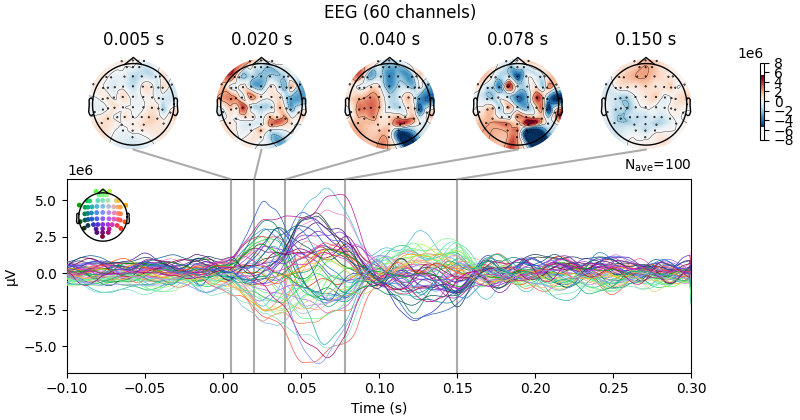 EEG (60 channels)
0.005 s 0.020 s 0.040 s 0.078 s 0.150 s
1e6
8
6
4
2
0
−2
−4
−6
−8
Nave=100
1e6
5.0
2.5
0.0
−2.5
−5.0
µV
−0.10 −0.05 0.00 0.05 0.10 0.15 0.20 0.25 0.30
Time (s)